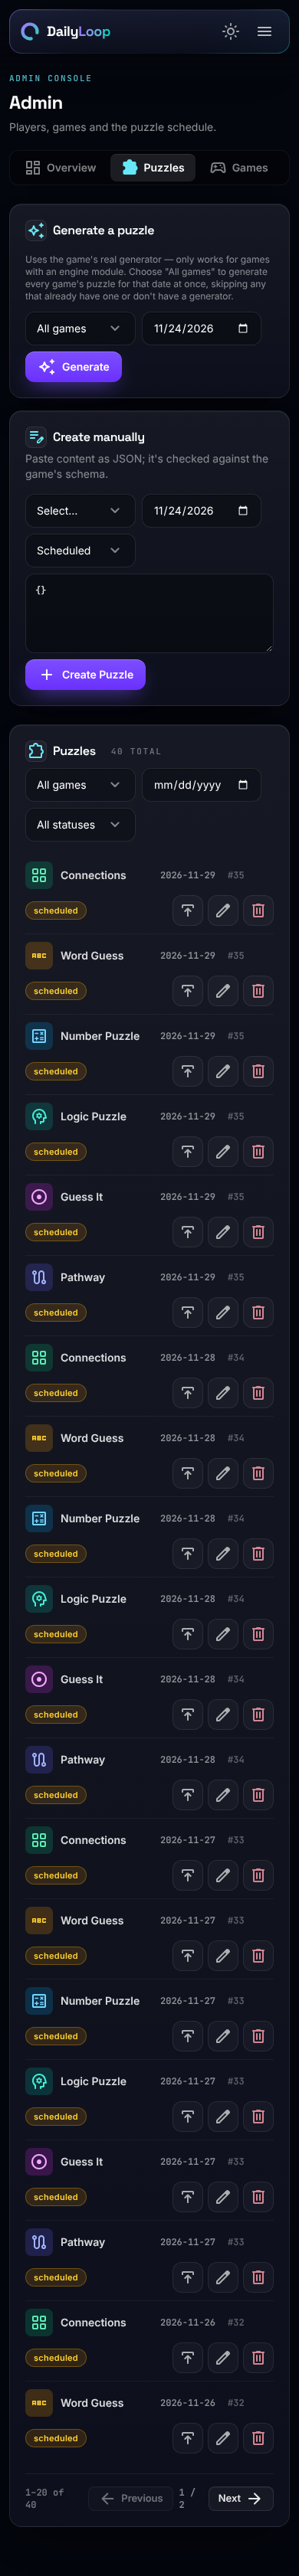 DailyLoop
ADMIN CONSOLE
Admin
Players, games and the puzzle schedule.
Overview
Puzzles
Games
Generate a puzzle
Uses the game's real generator — only works for games
with an engine module. Choose "All games" to generate
every game's puzzle for that date at once, skipping any
that already have one or don't have a generator.
All games
11/24/2026
Generate
Create manually
Paste content as JSON; it's checked against the
game's schema.
Select...
11/24/2026
Scheduled
{}
Create Puzzle
Puzzles 40 TOTAL
All games
mm/dd/yyyy
All statuses
Connections 2026-11-29 #35
scheduled
ABC Word Guess 2026-11-29 #35
scheduled
Number Puzzle 2026-11-29 #35
scheduled
Logic Puzzle 2026-11-29 #35
scheduled
Guess It 2026-11-29 #35
scheduled
Pathway 2026-11-29 #35
scheduled
Connections 2026-11-28 #34
scheduled
ABC Word Guess 2026-11-28 #34
scheduled
Number Puzzle 2026-11-28 #34
scheduled
Logic Puzzle 2026-11-28 #34
scheduled
Guess It 2026-11-28 #34
scheduled
Pathway 2026-11-28 #34
scheduled
Connections 2026-11-27 #33
scheduled
ABC Word Guess 2026-11-27 #33
scheduled
Number Puzzle 2026-11-27 #33
scheduled
Logic Puzzle 2026-11-27 #33
scheduled
Guess It 2026-11-27 #33
scheduled
Pathway 2026-11-27 #33
scheduled
Connections 2026-11-26 #32
scheduled
ABC Word Guess 2026-11-26 #32
scheduled
1–20 of
40
Previous
1 /
2
Next